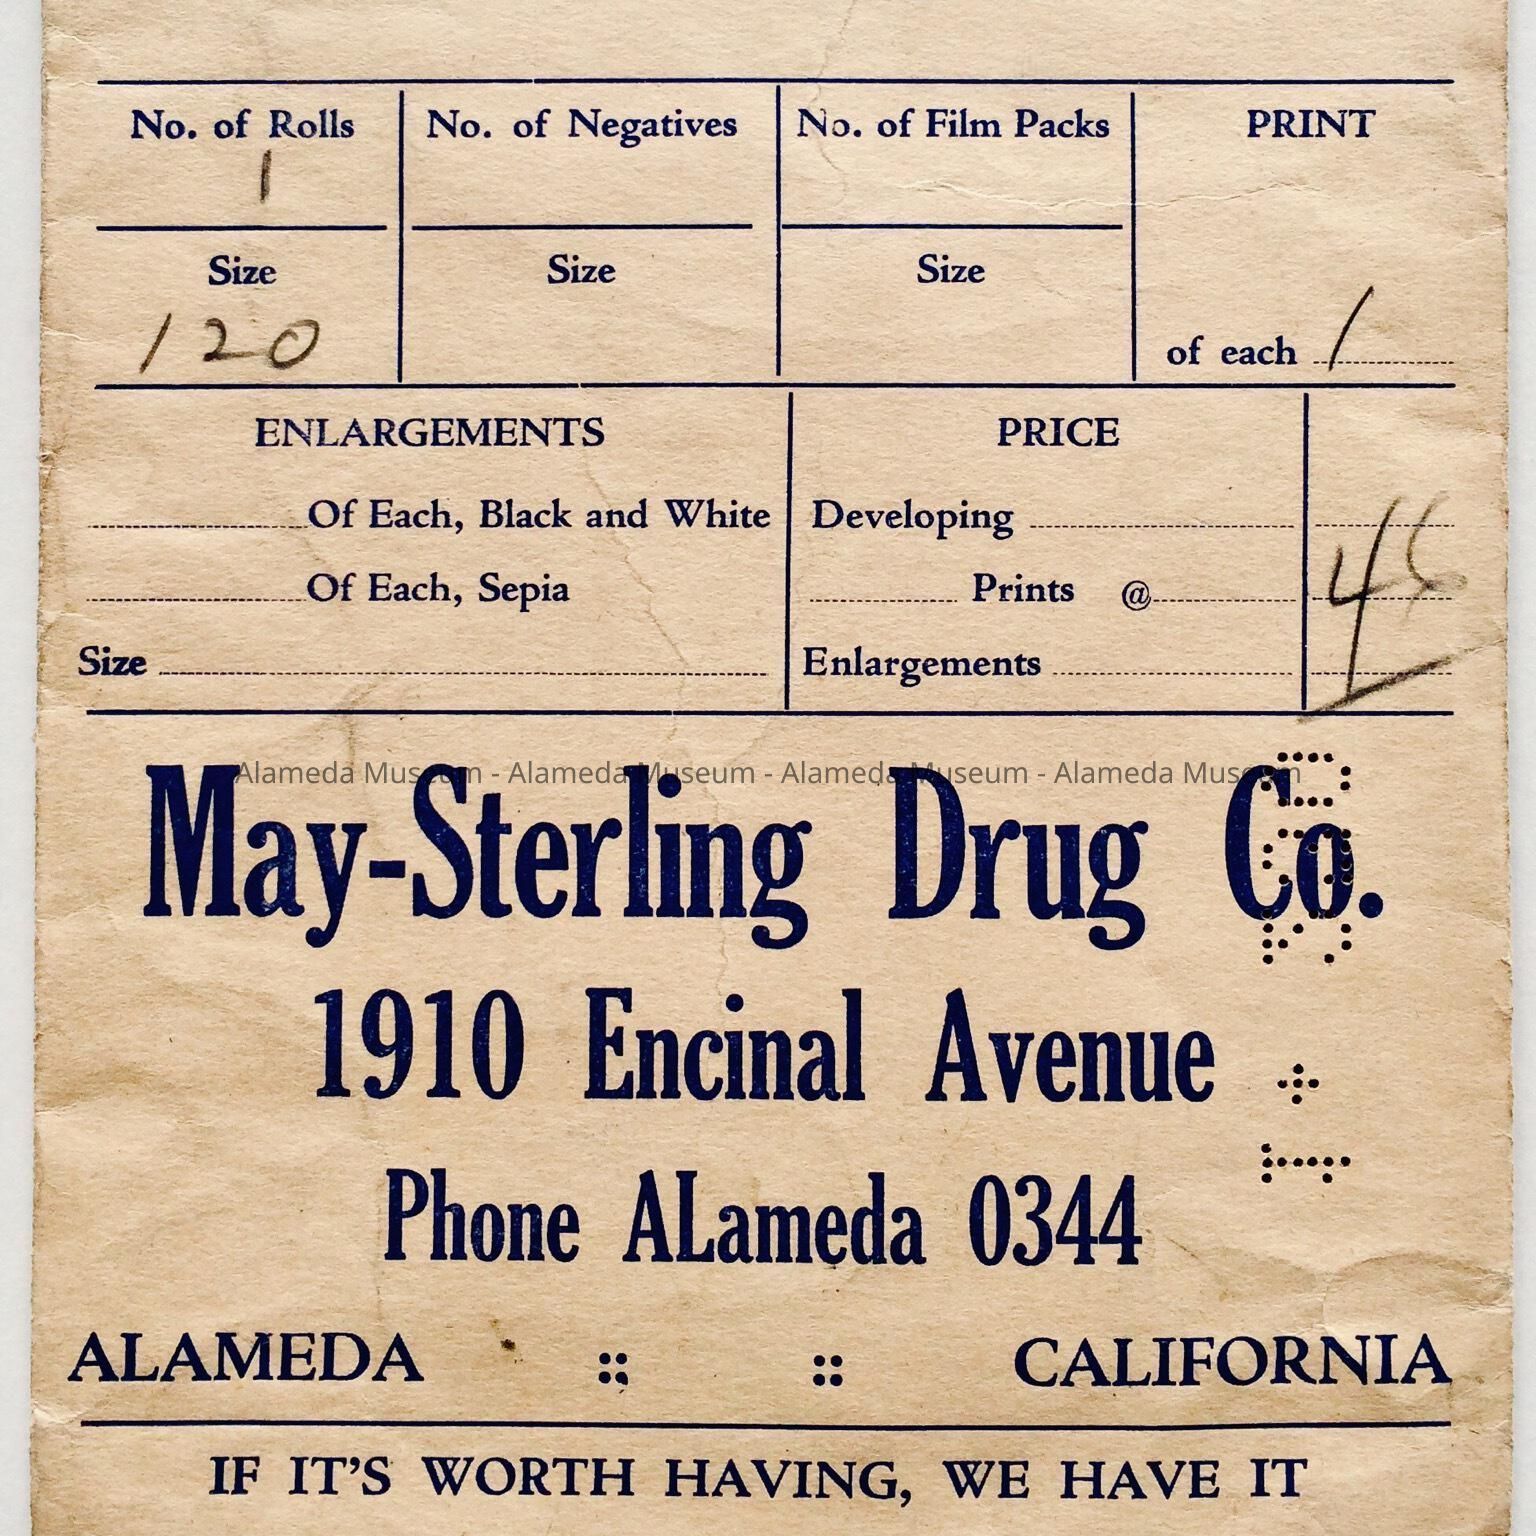 No. of Rolls No. of Negatives No. of Film Packs PRINT
1
Size Size Size
120
of each 1
ENLARGEMENTS PRICE
Of Each, Black and White Developing
Of Each, Sepia Prints @
Size Enlargements
Alameda Museum - Alameda Museum - Alameda Museum - Alameda Museum
May-Sterling Drug Co.
1910 Encinal Avenue
Phone ALameda 0344
ALAMEDA :: :: CALIFORNIA
IF IT'S WORTH HAVING, WE HAVE IT